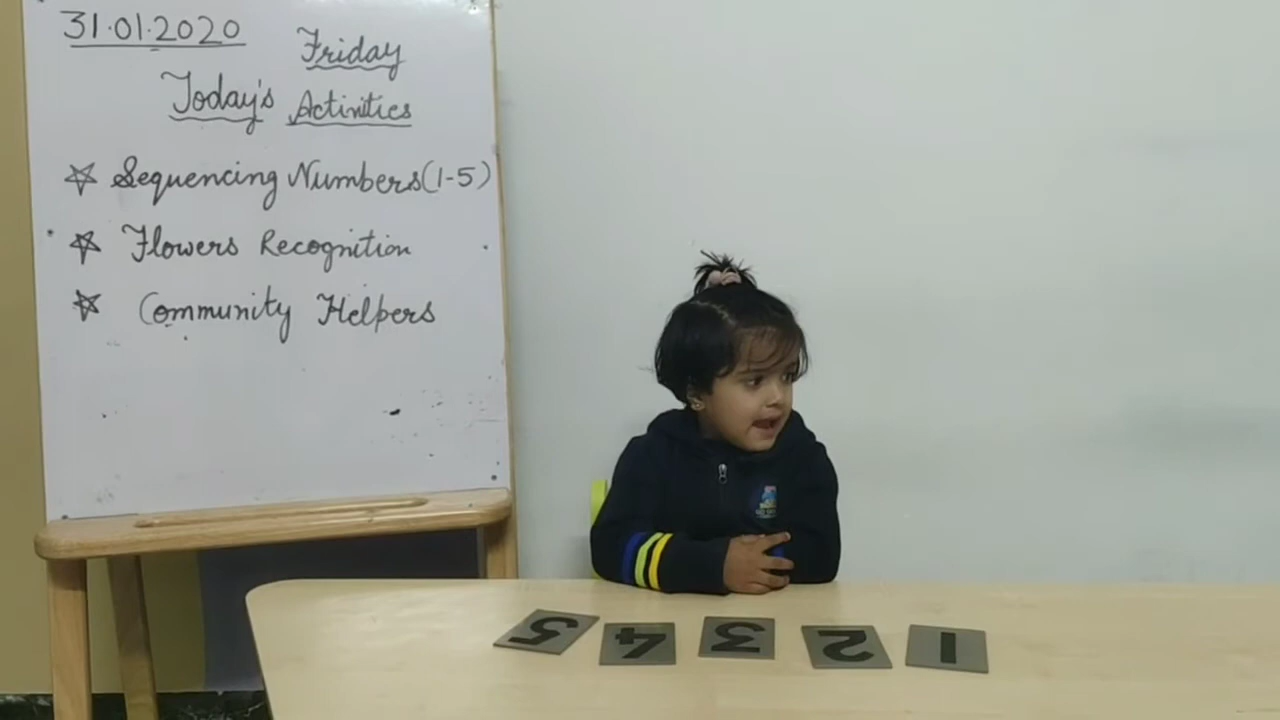 31.01.2020
Friday
Today's Activities
☆ Sequencing Numbers (1-5)
☆ Flowers Recognition
☆ Community Helpers
5 4 3 2 1